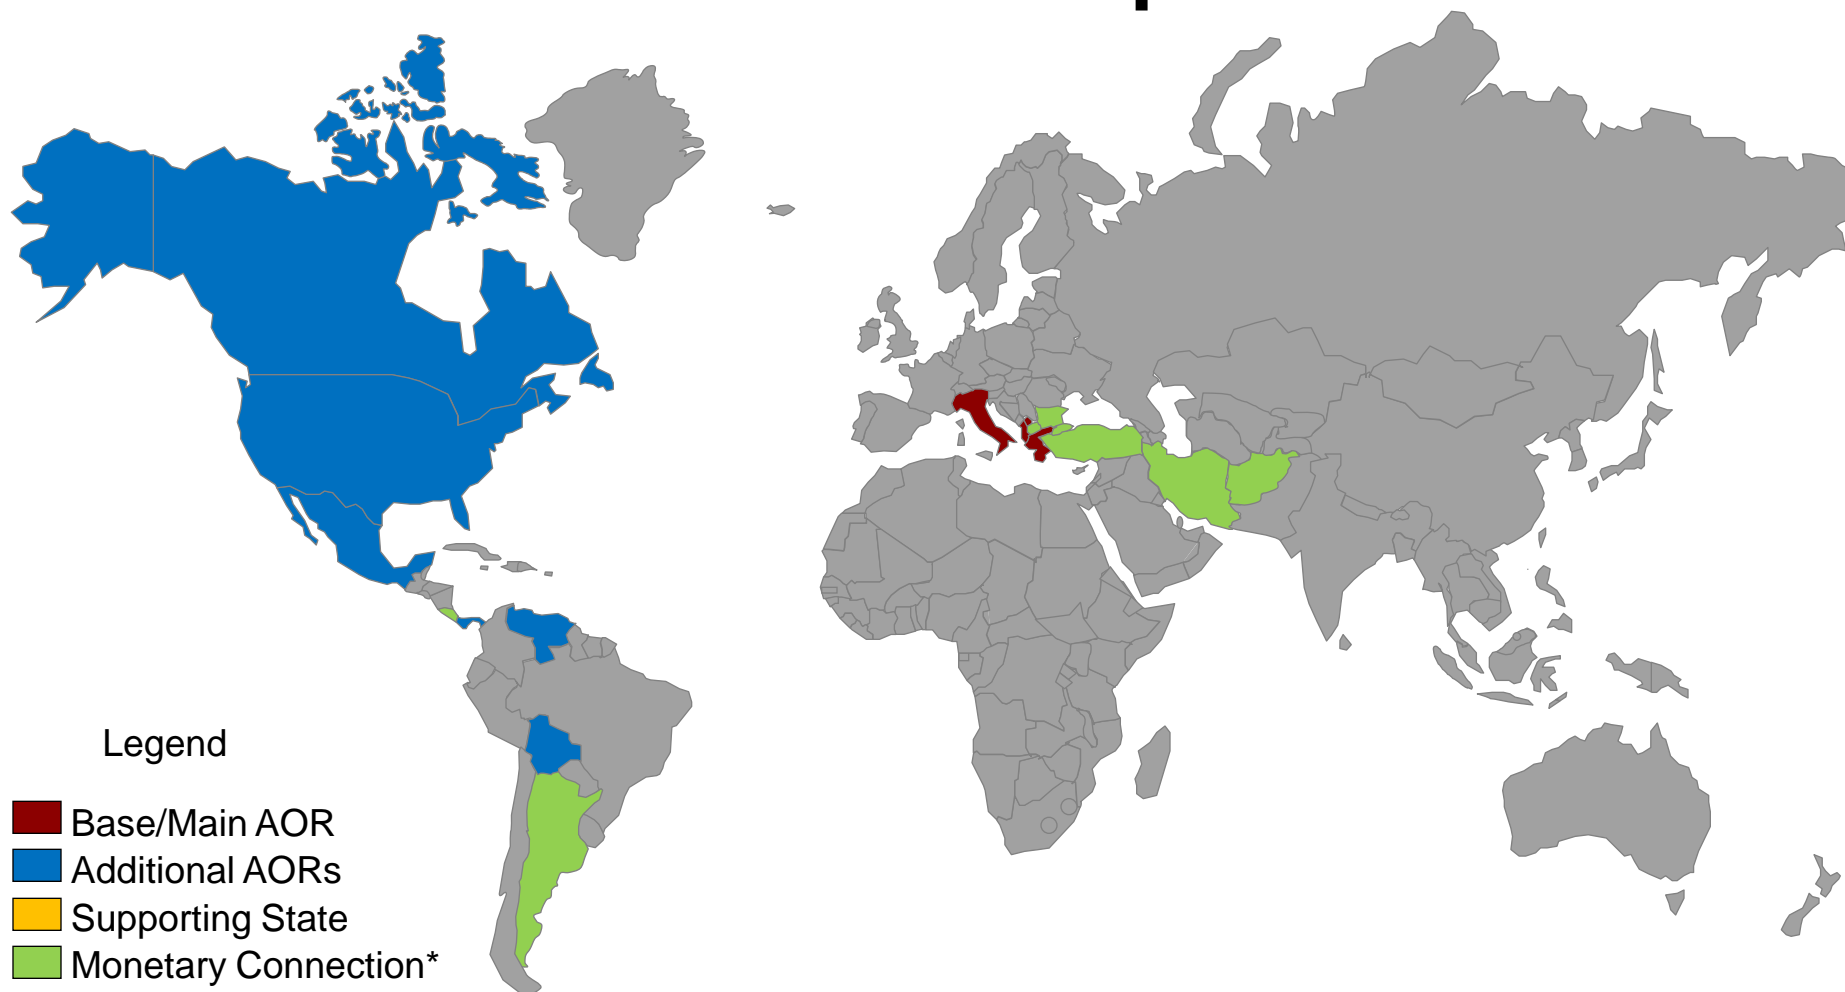 Legend
Base/Main AOR
Additional AORs
Supporting State
Monetary Connection*